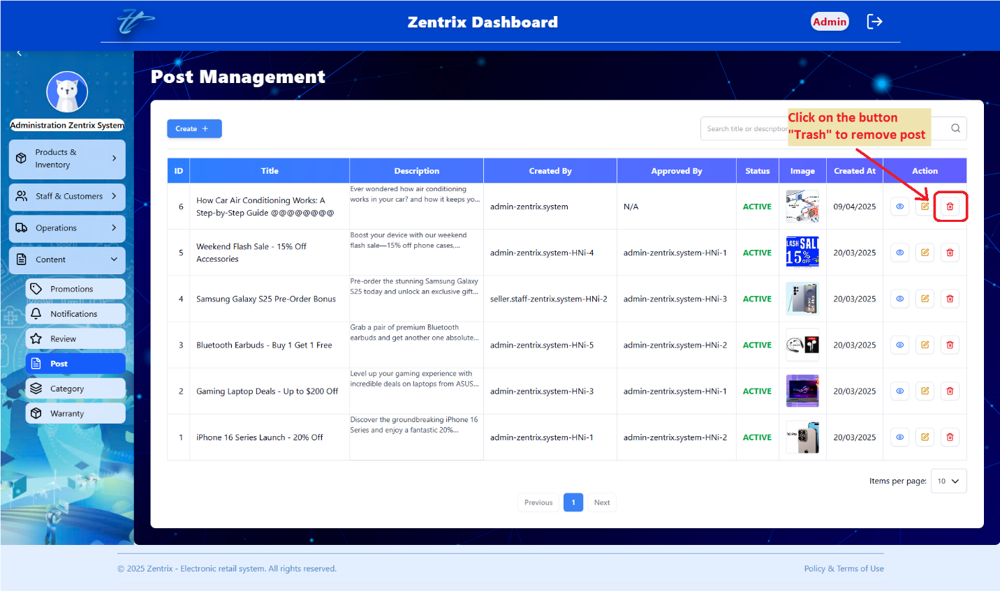 Zentrix Dashboard
Admin
Administration Zentrix System
Products &
Inventory
Staff & Customers
Operations
Content
Promotions
Notifications
Review
Post
Category
Warranty
Post Management
Create +
Search title or description
Click on the button
"Trash" to remove post
ID Title Description Created By Approved By Status Image Created At Action
6 How Car Air Conditioning Works: A Step-by-Step Guide @@@@@@@@ Ever wondered how air conditioning works in your car? and how it keeps yo... admin-zentrix.system N/A ACTIVE 09/04/2025
5 Weekend Flash Sale - 15% Off Accessories Boost your device with our weekend flash sale—15% off phone cases,... admin-zentrix.system-HNi-4 admin-zentrix.system-HNi-1 ACTIVE LASH SALE 15% OFF 20/03/2025
4 Samsung Galaxy S25 Pre-Order Bonus Pre-order the stunning Samsung Galaxy S25 today and unlock an exclusive gift... seller.staff-zentrix.system-HNi-2 admin-zentrix.system-HNi-3 ACTIVE 20/03/2025
3 Bluetooth Earbuds - Buy 1 Get 1 Free Grab a pair of premium Bluetooth earbuds and get another one absolute... admin-zentrix.system-HNi-5 admin-zentrix.system-HNi-2 ACTIVE 20/03/2025
2 Gaming Laptop Deals - Up to $200 Off Level up your gaming experience with incredible deals on laptops from ASUS... admin-zentrix.system-HNi-3 admin-zentrix.system-HNi-1 ACTIVE 20/03/2025
1 iPhone 16 Series Launch - 20% Off Discover the groundbreaking iPhone 16 Series and enjoy a fantastic 20%... admin-zentrix.system-HNi-1 admin-zentrix.system-HNi-2 ACTIVE 20/03/2025
Items per page: 10
Previous 1 Next
© 2025 Zentrix - Electronic retail system. All rights reserved.
Policy & Terms of Use